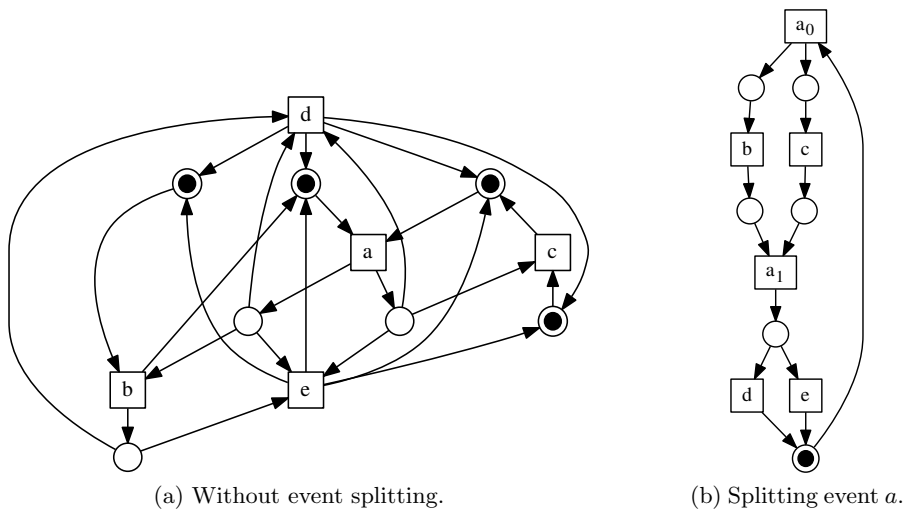 a0
d
b
c
a
c
a1
b
e
d
e
(a) Without event splitting.
(b) Splitting event a.